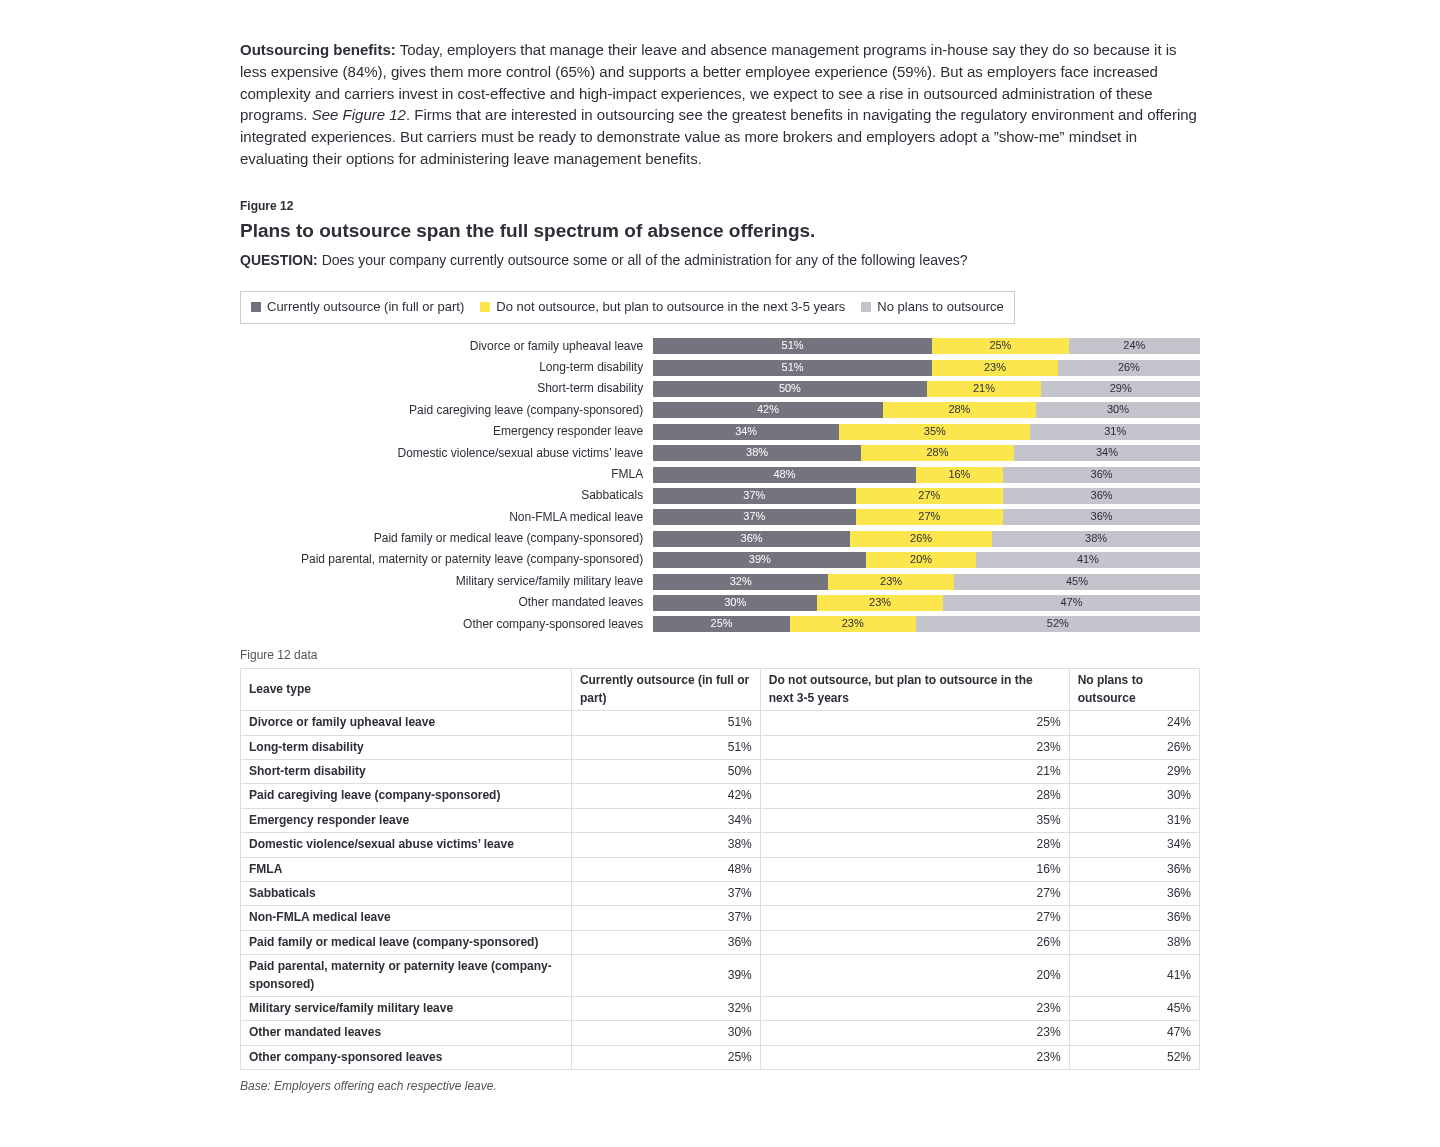 Outsourcing benefits: Today, employers that manage their leave and absence management programs in-house say they do so because it is
less expensive (84%), gives them more control (65%) and supports a better employee experience (59%). But as employers face increased
complexity and carriers invest in cost-effective and high-impact experiences, we expect to see a rise in outsourced administration of these
programs. See Figure 12. Firms that are interested in outsourcing see the greatest benefits in navigating the regulatory environment and offering
integrated experiences. But carriers must be ready to demonstrate value as more brokers and employers adopt a ”show-me” mindset in
evaluating their options for administering leave management benefits.
Figure 12
Plans to outsource span the full spectrum of absence offerings.
QUESTION: Does your company currently outsource some or all of the administration for any of the following leaves?
Currently outsource (in full or part) Do not outsource, but plan to outsource in the next 3-5 years No plans to outsource
Divorce or family upheaval leave 51% 25% 24%
Long-term disability 51% 23% 26%
Short-term disability 50% 21% 29%
Paid caregiving leave (company-sponsored) 42% 28% 30%
Emergency responder leave 34% 35% 31%
Domestic violence/sexual abuse victims’ leave 38% 28% 34%
FMLA 48% 16% 36%
Sabbaticals 37% 27% 36%
Non-FMLA medical leave 37% 27% 36%
Paid family or medical leave (company-sponsored) 36% 26% 38%
Paid parental, maternity or paternity leave (company-sponsored) 39% 20% 41%
Military service/family military leave 32% 23% 45%
Other mandated leaves 30% 23% 47%
Other company-sponsored leaves 25% 23% 52%
Figure 12 data
Leave type Currently outsource (in full or part) Do not outsource, but plan to outsource in the next 3-5 years No plans to outsource
Divorce or family upheaval leave 51% 25% 24%
Long-term disability 51% 23% 26%
Short-term disability 50% 21% 29%
Paid caregiving leave (company-sponsored) 42% 28% 30%
Emergency responder leave 34% 35% 31%
Domestic violence/sexual abuse victims’ leave 38% 28% 34%
FMLA 48% 16% 36%
Sabbaticals 37% 27% 36%
Non-FMLA medical leave 37% 27% 36%
Paid family or medical leave (company-sponsored) 36% 26% 38%
Paid parental, maternity or paternity leave (company-sponsored) 39% 20% 41%
Military service/family military leave 32% 23% 45%
Other mandated leaves 30% 23% 47%
Other company-sponsored leaves 25% 23% 52%
Base: Employers offering each respective leave.